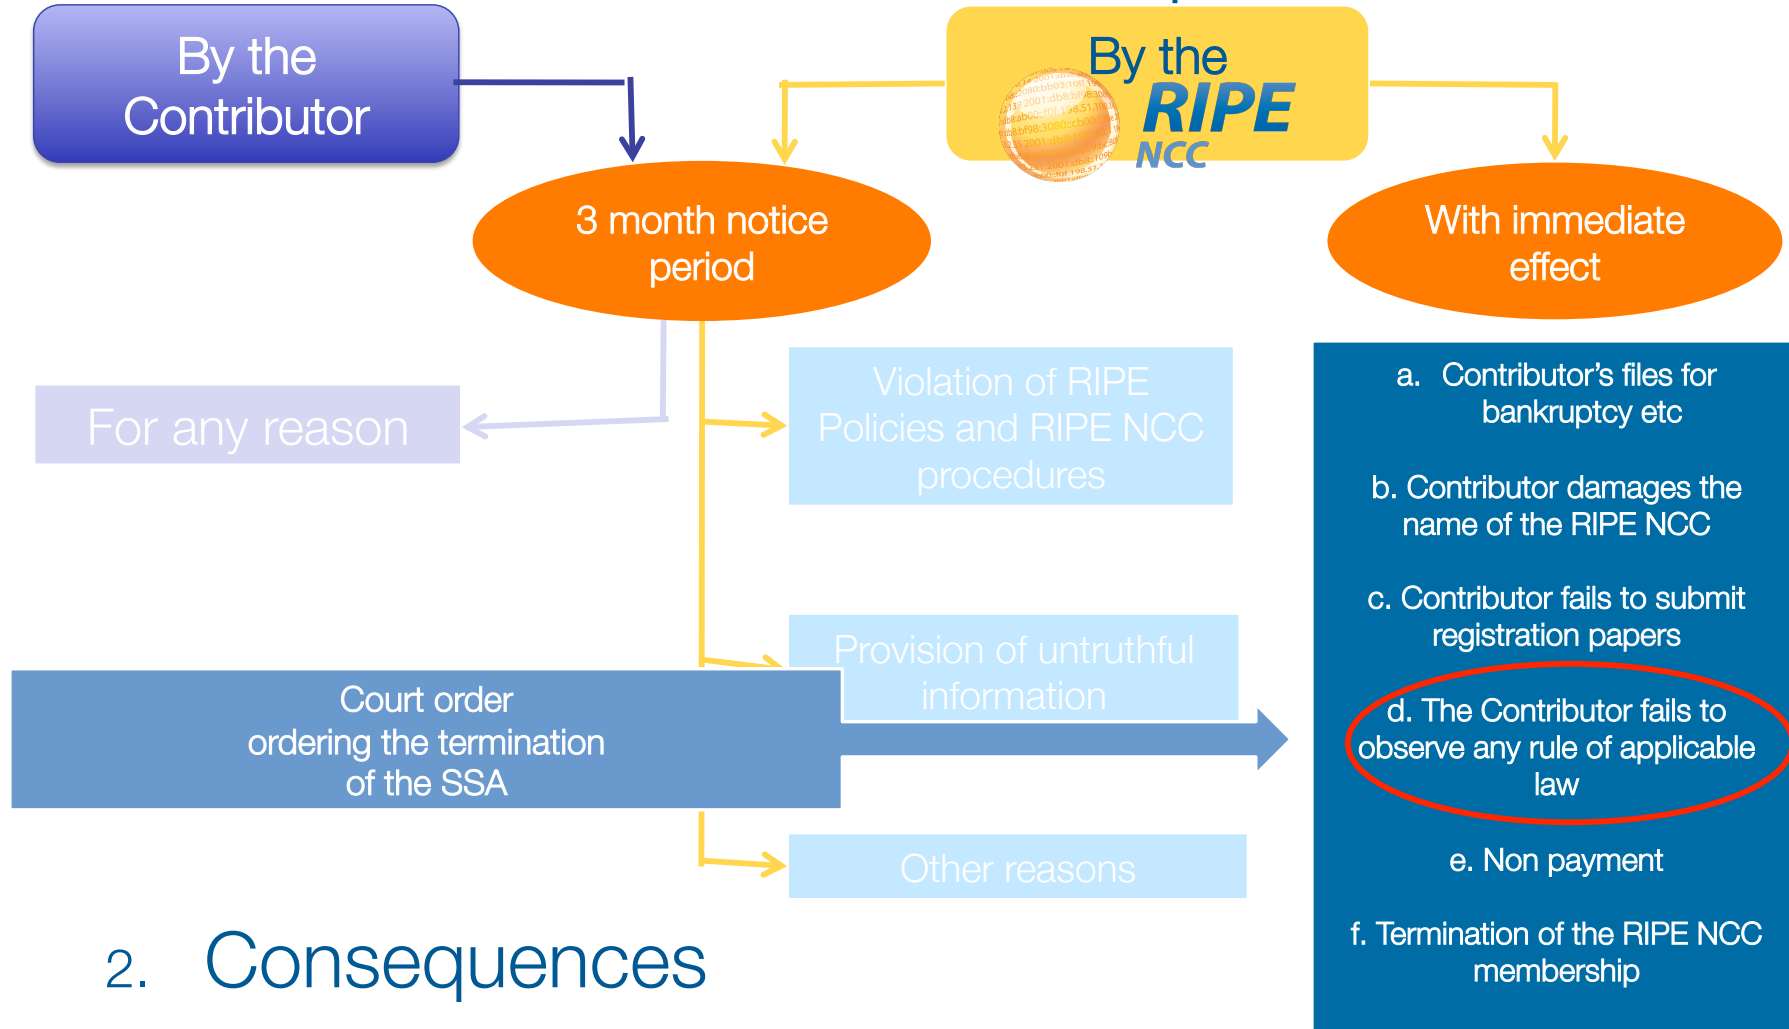 By the
Contributor
By the
RIPE
NCC
3 month notice
period
With immediate
effect
For any reason
Violation of RIPE
Policies and RIPE NCC
procedures
Provision of untruthful
information
Court order
ordering the termination
of the SSA
Other reasons
a. Contributor’s files for
bankruptcy etc
b. Contributor damages the
name of the RIPE NCC
c. Contributor fails to submit
registration papers
d. The Contributor fails to
observe any rule of applicable
law
e. Non payment
f. Termination of the RIPE NCC
membership
2. Consequences